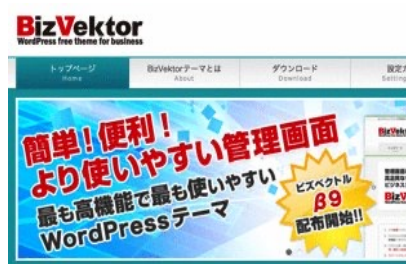 BizVektor
WordPress free theme for business
トップページ
BizVektorテーマとは
ダウンロード
設定方
Home
About
Download
Setting
簡単!便利!
より使いやすい管理画面
最も高機能で最も使いやすい
WordPressテーマ
ビズベクトル
β9
配布開始!!